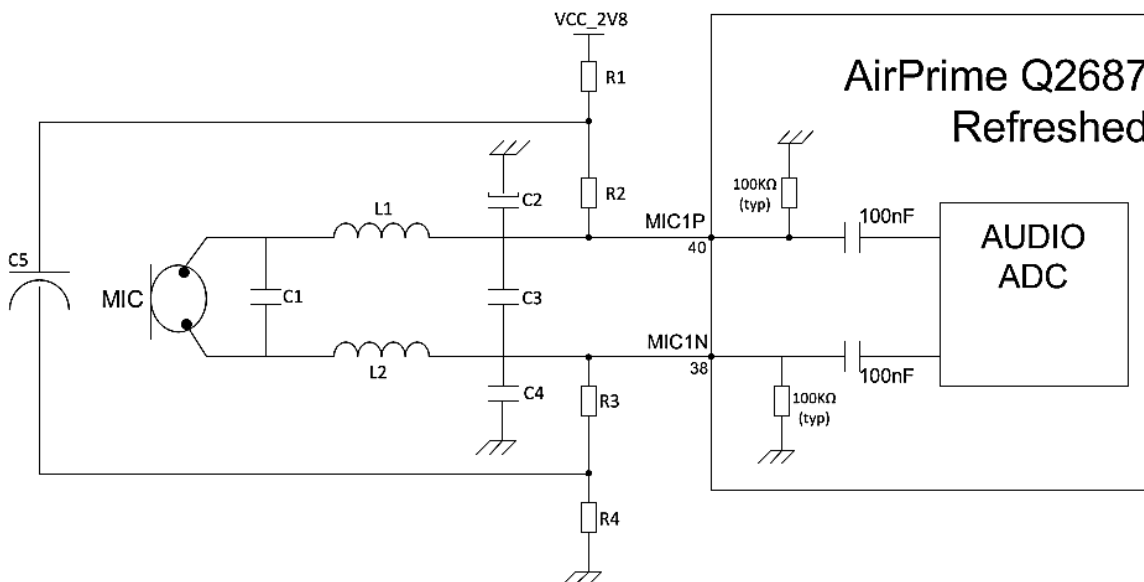 VCC_2V8
R1
AirPrime Q2687
Refreshed
R2
100KΩ
(typ)
C2
L1
MIC1P
40
100nF
AUDIO
ADC
C5
MIC
C1
C3
MIC1N
38
L2
100nF
C4
R3
100KΩ
(typ)
R4